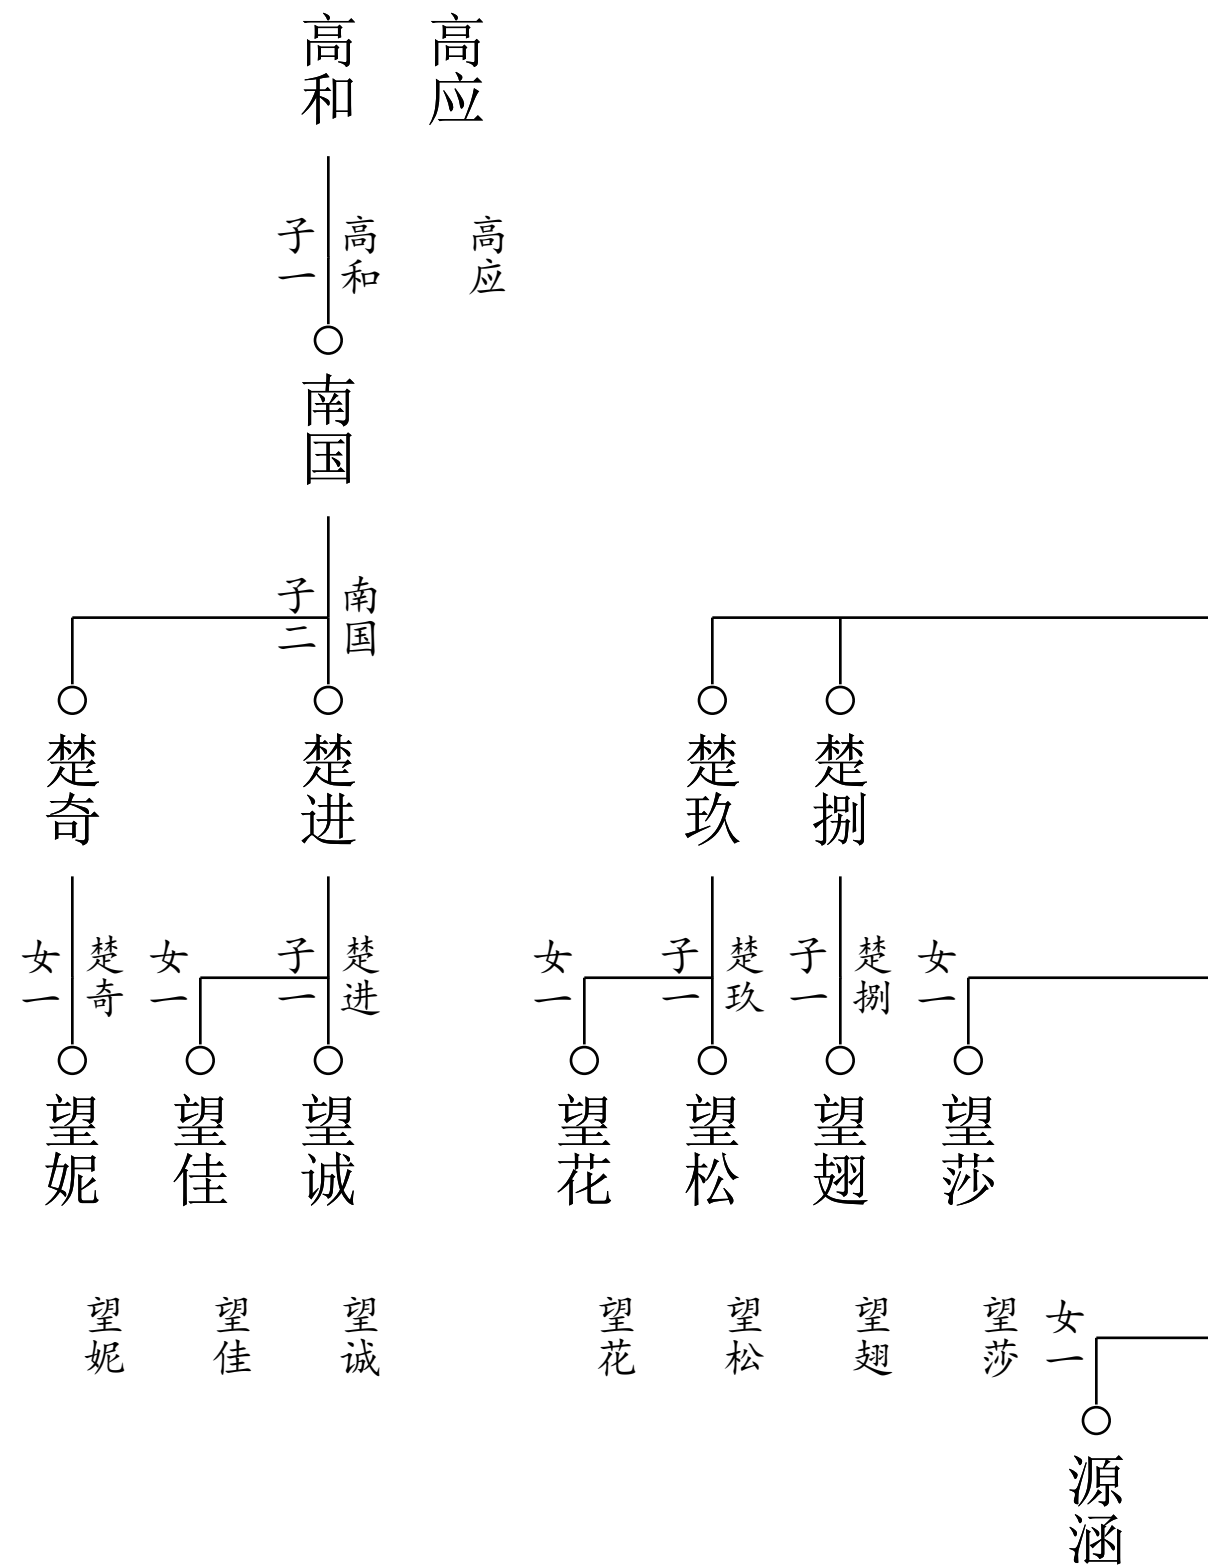 高应
高和
高应
高和
子一
南国
南国
子二
楚捌
楚玖
楚进
楚奇
女一
楚捌
子一
楚玖
子一
女一
楚进
子一
女一
楚奇
女一
望莎
望翅
望松
望花
望诚
望佳
望妮
女一
望莎
望翅
望松
望花
望诚
望佳
望妮
源涵